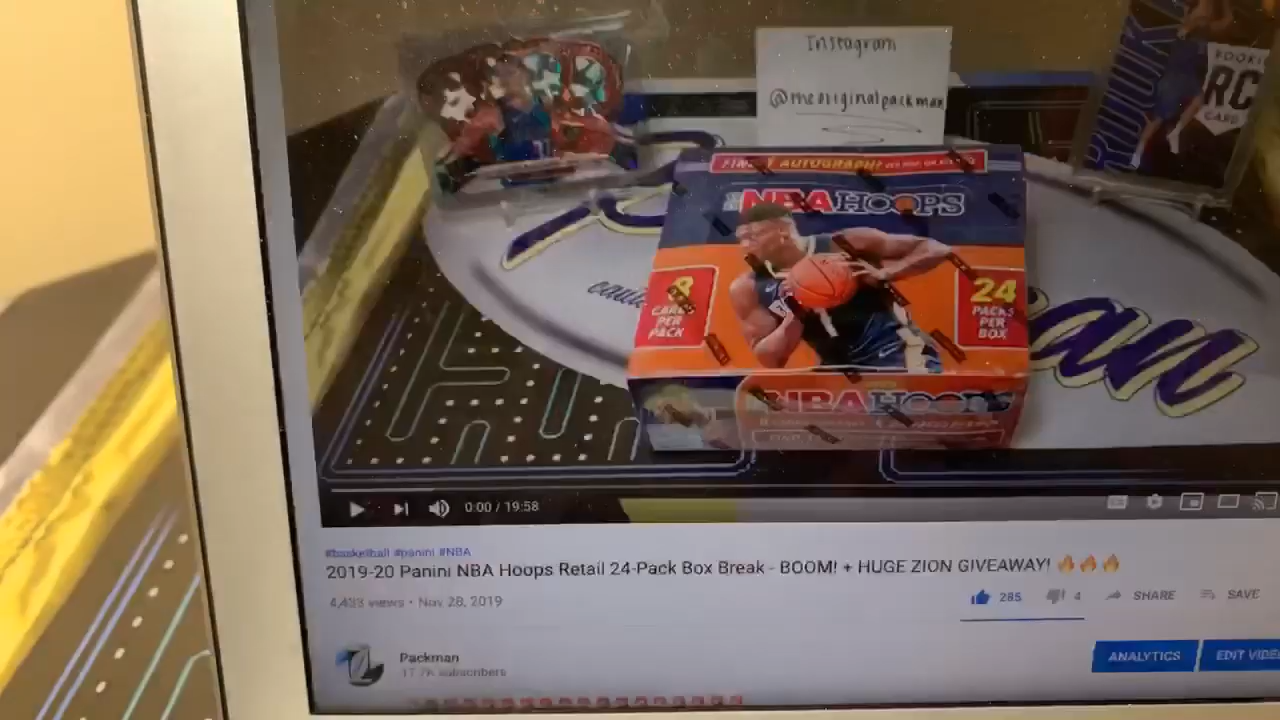 Instagram
@theoriginalpackman
ROOKIE
RC
CARD
NBA HOOPS
8
CARDS
PER
PACK
24
PACKS
PER
BOX
an
NBA HOOPS
0:00 / 19:58
#basketball #panini #NBA
2019-20 Panini NBA Hoops Retail 24-Pack Box Break - BOOM! + HUGE ZION GIVEAWAY! 🔥🔥🔥
4,433 views • Nov 28, 2019
285
4
SHARE
SAVE
Packman
17.7K subscribers
ANALYTICS
EDIT VIDE